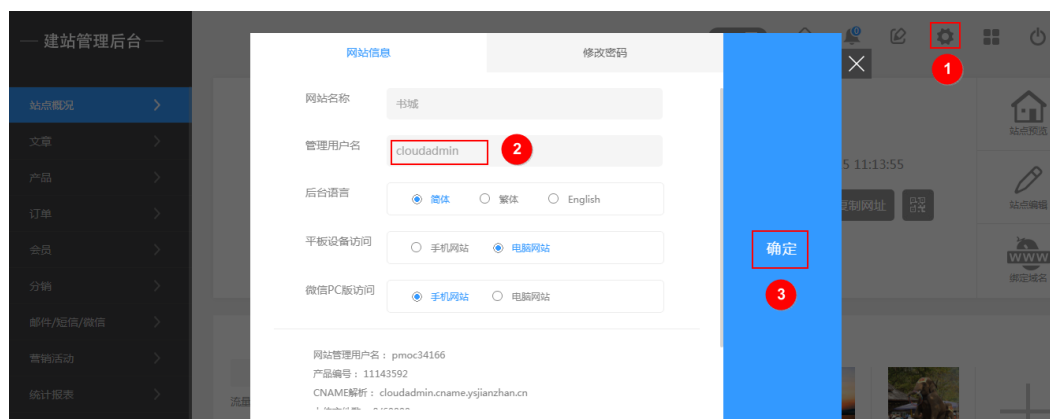 — 建站管理后台 —
站点概况
文章
产品
订单
会员
分销
邮件/短信/微信
营销活动
统计报表
网站信息
修改密码
网站名称
书城
管理用户名
cloudadmin
2
后台语言
简体
繁体
English
平板设备访问
手机网站
电脑网站
微信PC版访问
手机网站
电脑网站
网站管理用户名： pmoc34166
产品编号： 11143592
CNAME解析： cloudadmin.cname.ysjianzhan.cn
确定
3
1
5 11:13:55
复制网址
站点预览
站点编辑
WWW
绑定域名
流量